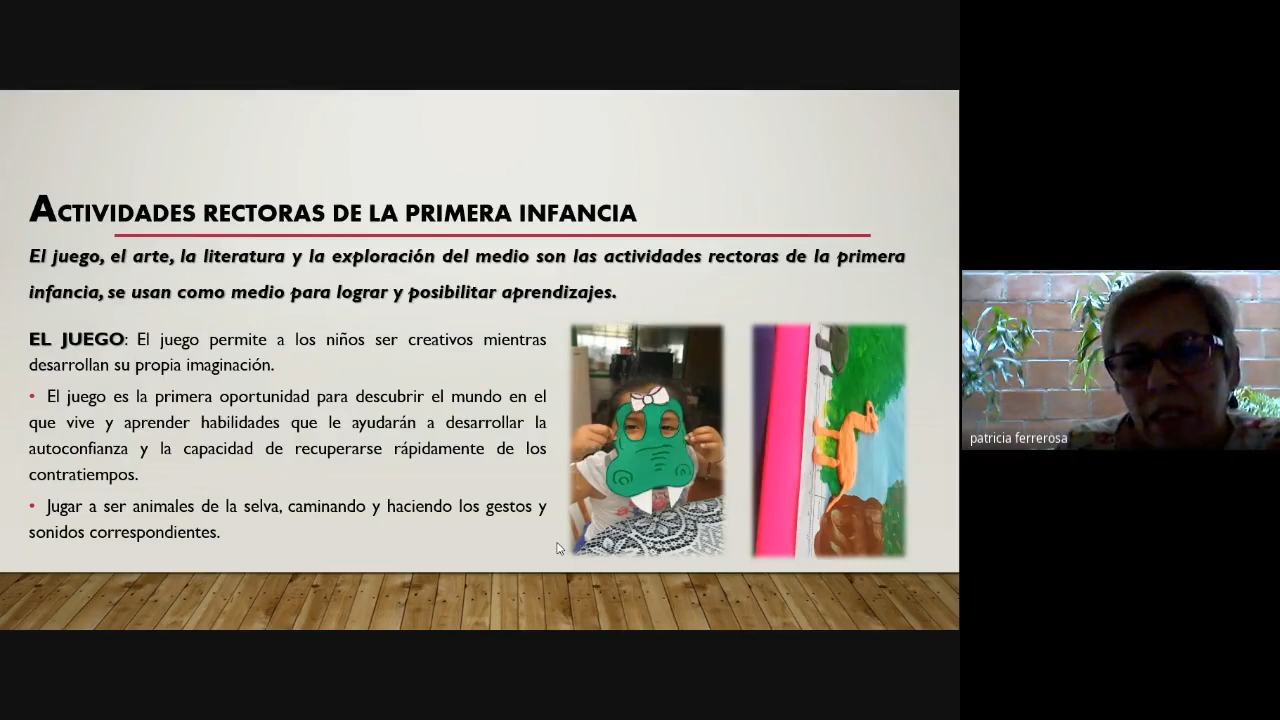 ACTIVIDADES RECTORAS DE LA PRIMERA INFANCIA
El juego, el arte, la literatura y la exploración del medio son las actividades rectoras de la primera
infancia, se usan como medio para lograr y posibilitar aprendizajes.
EL JUEGO: El juego permite a los niños ser creativos mientras
desarrollan su propia imaginación.
• El juego es la primera oportunidad para descubrir el mundo en el
que vive y aprender habilidades que le ayudarán a desarrollar la
autoconfianza y la capacidad de recuperarse rápidamente de los
contratiempos.
• Jugar a ser animales de la selva, caminando y haciendo los gestos y
sonidos correspondientes.
patricia ferrerosa